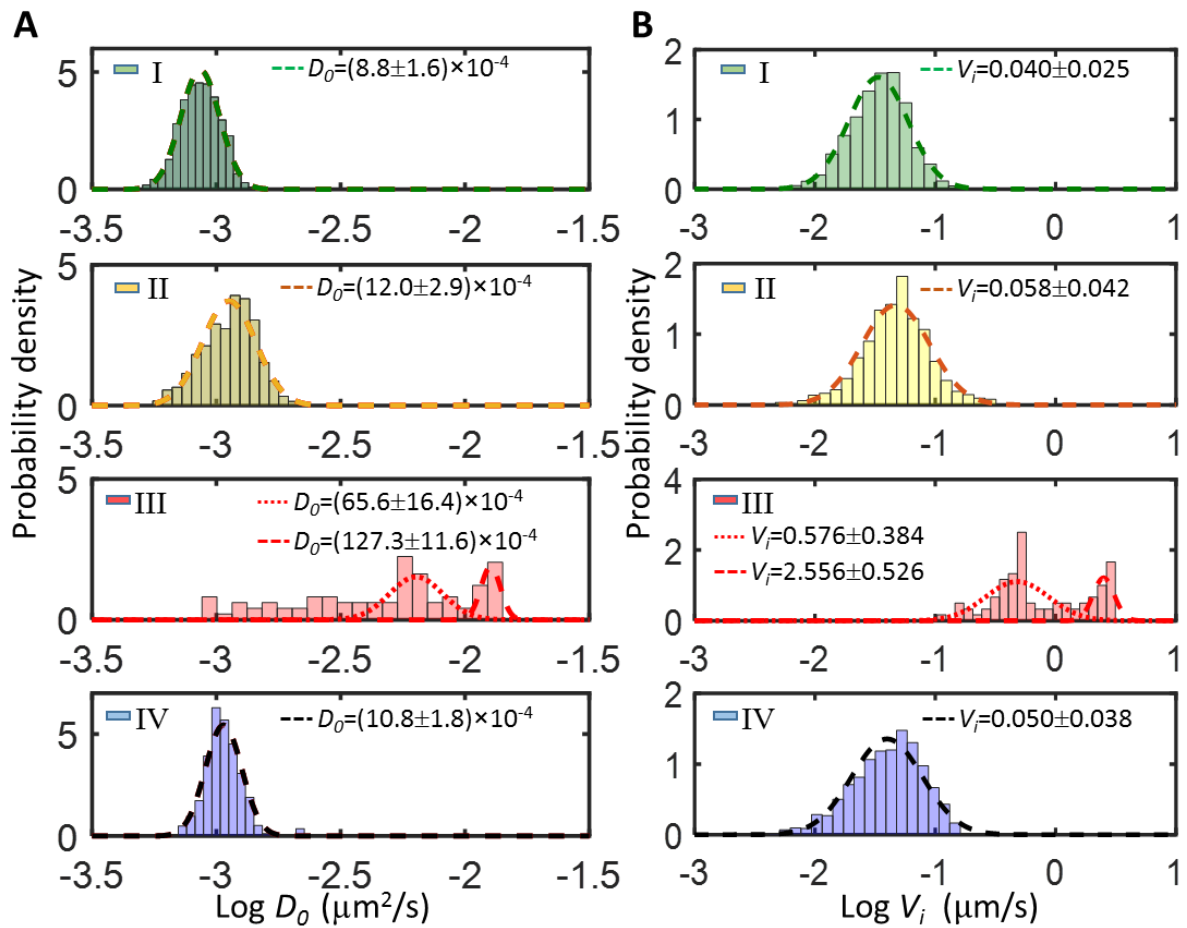 A
I
D0=(8.8±1.6)×10-4
5
0
-3.5 -3 -2.5 -2 -1.5
II
D0=(12.0±2.9)×10-4
5
0
-3.5 -3 -2.5 -2 -1.5
III
D0=(65.6±16.4)×10-4
D0=(127.3±11.6)×10-4
5
0
-3.5 -3 -2.5 -2 -1.5
IV
D0=(10.8±1.8)×10-4
5
0
-3.5 -3 -2.5 -2 -1.5
Probability density
Log D0 (μm2/s)
B
I
Vi=0.040±0.025
2
1
0
-3 -2 -1 0 1
II
Vi=0.058±0.042
2
1
0
-3 -2 -1 0 1
III
Vi=0.576±0.384
Vi=2.556±0.526
4
2
0
-3 -2 -1 0 1
IV
Vi=0.050±0.038
2
1
0
-3 -2 -1 0 1
Probability density
Log Vi (μm/s)